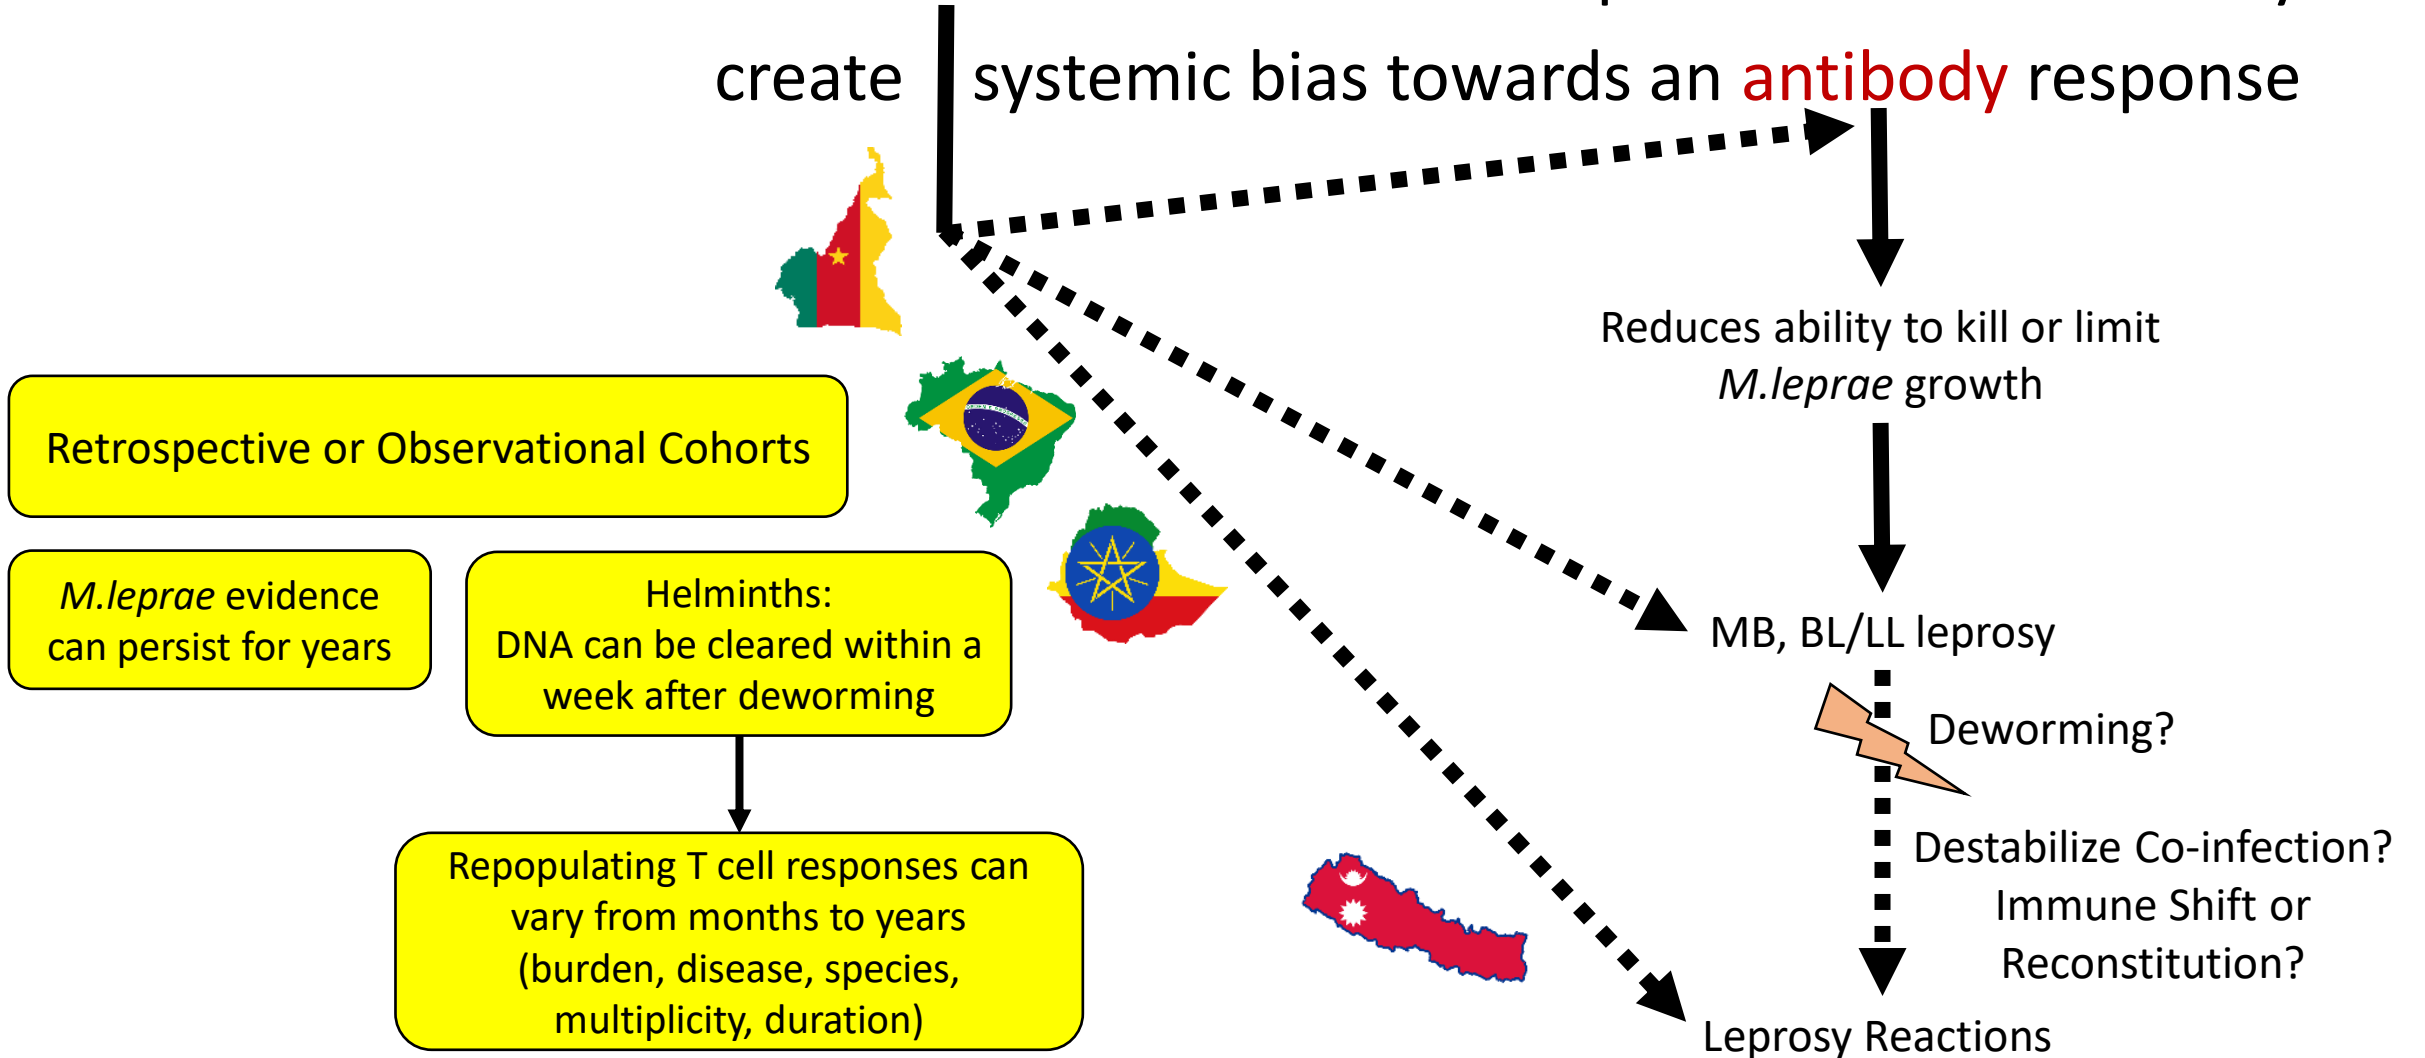 create systemic bias towards an antibody response
Reduces ability to kill or limit
M.leprae growth
Retrospective or Observational Cohorts
M.leprae evidence
can persist for years
Helminths:
DNA can be cleared within a
week after deworming
MB, BL/LL leprosy
Deworming?
Repopulating T cell responses can
vary from months to years
(burden, disease, species,
multiplicity, duration)
Destabilize Co-infection?
Immune Shift or
Reconstitution?
Leprosy Reactions